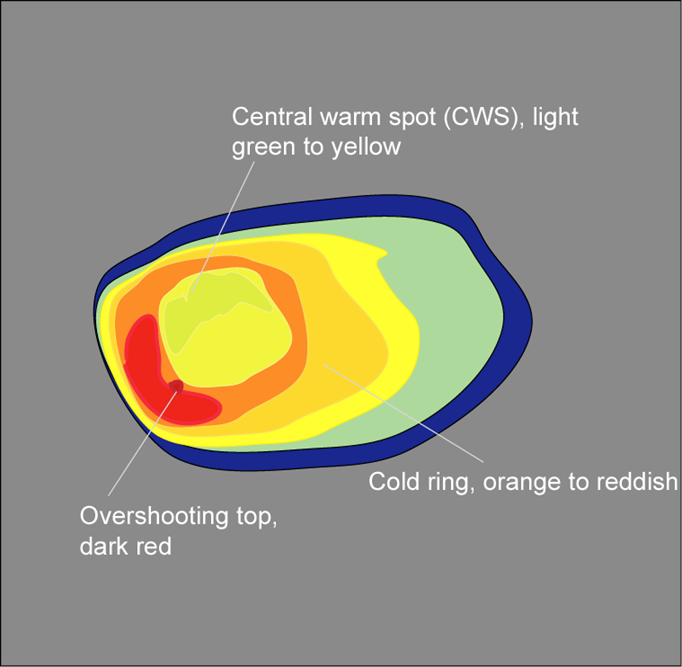 Central warm spot (CWS), light
green to yellow
Cold ring, orange to reddish
Overshooting top,
dark red